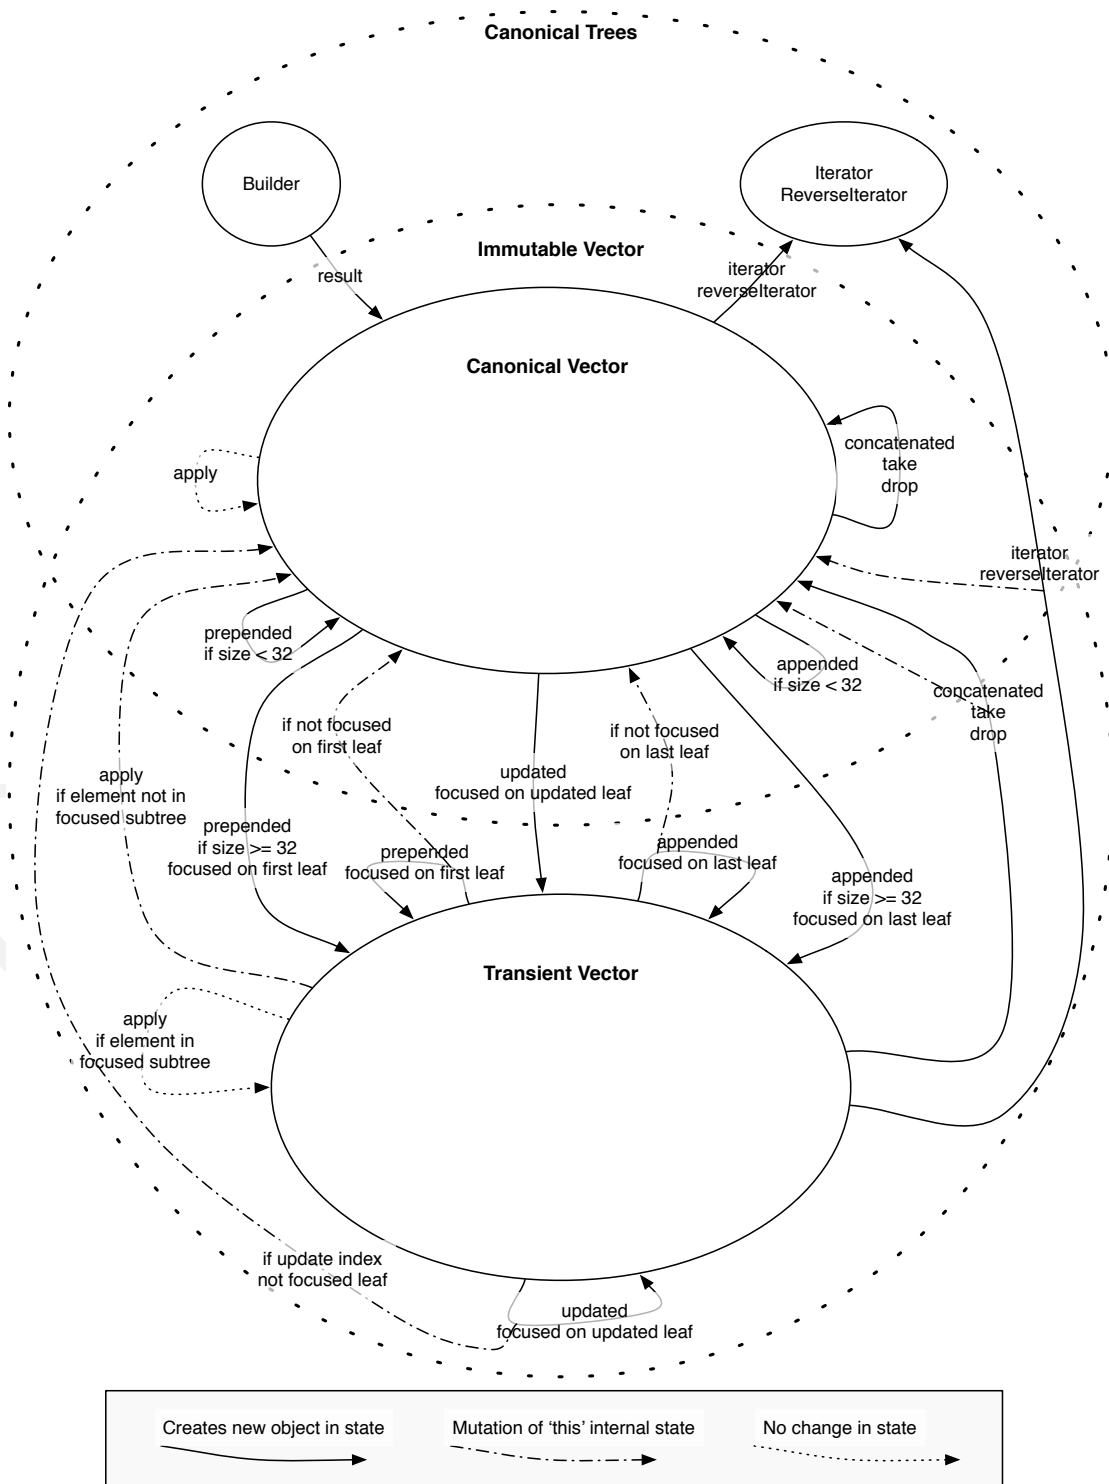 Canonical Trees
Builder
Iterator
ReverseIterator
Immutable Vector
result
iterator
reverseIterator
Canonical Vector
concatenated
take
drop
apply
iterator
reverseIterator
prepended
if size < 32
appended
if size < 32
concatenated
take
drop
if not focused
on first leaf
if not focused
on last leaf
updated
focused on updated leaf
apply
if element not in
focused subtree
prepended
if size >= 32
focused on first leaf
prepended
focused on first leaf
appended
focused on last leaf
appended
if size >= 32
focused on last leaf
Transient Vector
apply
if element in
focused subtree
if update index
not focused leaf
updated
focused on updated leaf
Creates new object in state
Mutation of ‘this’ internal state
No change in state